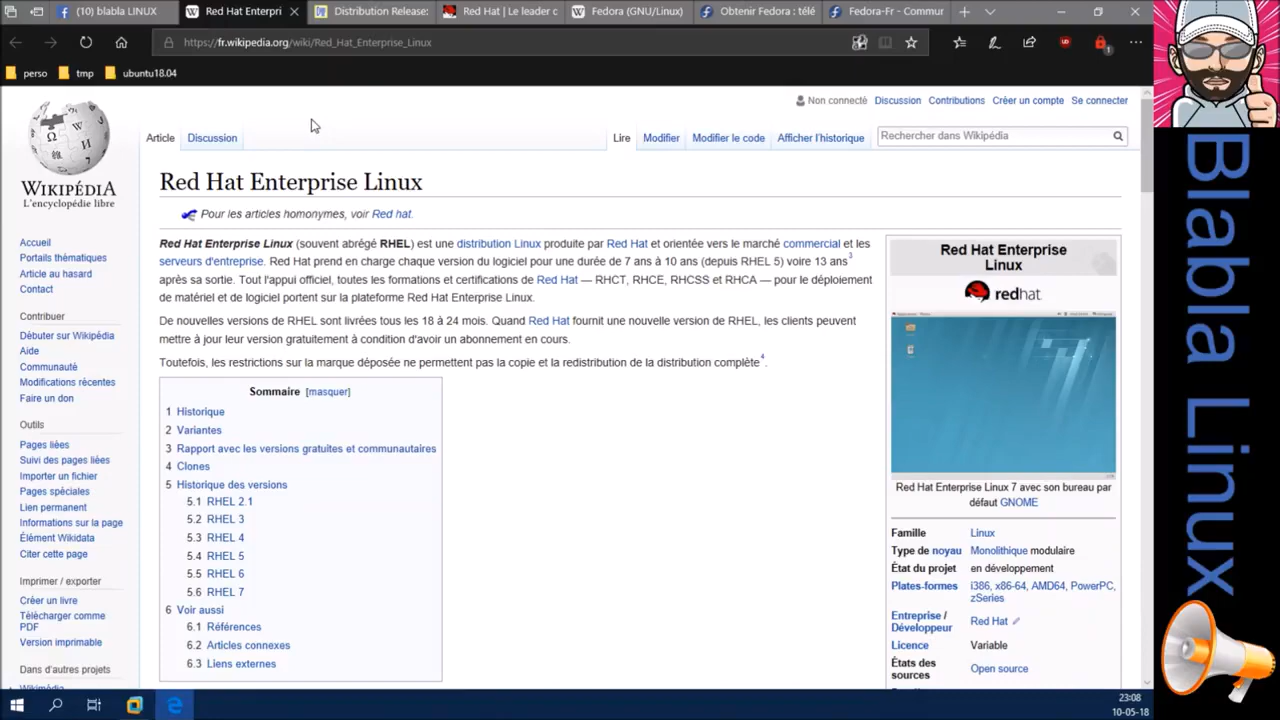 (10) blabla LINUX
Red Hat Enterpri
Distribution Release:
Red Hat | Le leader c
Fedora (GNU/Linux)
Obtenir Fedora : télé
Fedora-Fr - Commur
https://fr.wikipedia.org/wiki/Red_Hat_Enterprise_Linux
1
perso
tmp
ubuntu18.04
Non connecté Discussion Contributions Créer un compte Se connecter
Article Discussion
Lire Modifier Modifier le code Afficher l'historique
Rechercher dans Wikipédia
WIKIPÉDIA
L'encyclopédie libre
Accueil
Portails thématiques
Article au hasard
Contact
Contribuer
Débuter sur Wikipédia
Aide
Communauté
Modifications récentes
Faire un don
Outils
Pages liées
Suivi des pages liées
Importer un fichier
Pages spéciales
Lien permanent
Informations sur la page
Élément Wikidata
Citer cette page
Imprimer / exporter
Créer un livre
Télécharger comme
PDF
Version imprimable
Dans d'autres projets
Wikimédia
Red Hat Enterprise Linux
Pour les articles homonymes, voir Red hat.
Red Hat Enterprise Linux (souvent abrégé RHEL) est une distribution Linux produite par Red Hat et orientée vers le marché commercial et les
serveurs d'entreprise. Red Hat prend en charge chaque version du logiciel pour une durée de 7 ans à 10 ans (depuis RHEL 5) voire 13 ans3
après sa sortie. Tout l'appui officiel, toutes les formations et certifications de Red Hat — RHCT, RHCE, RHCSS et RHCA — pour le déploiement
de matériel et de logiciel portent sur la plateforme Red Hat Enterprise Linux.
De nouvelles versions de RHEL sont livrées tous les 18 à 24 mois. Quand Red Hat fournit une nouvelle version de RHEL, les clients peuvent
mettre à jour leur version gratuitement à condition d'avoir un abonnement en cours.
Toutefois, les restrictions sur la marque déposée ne permettent pas la copie et la redistribution de la distribution complète4.
Sommaire [masquer]
1 Historique
2 Variantes
3 Rapport avec les versions gratuites et communautaires
4 Clones
5 Historique des versions
5.1 RHEL 2.1
5.2 RHEL 3
5.3 RHEL 4
5.4 RHEL 5
5.5 RHEL 6
5.6 RHEL 7
6 Voir aussi
6.1 Références
6.2 Articles connexes
6.3 Liens externes
Red Hat Enterprise
Linux
redhat.
Red Hat Enterprise Linux 7 avec son bureau par
défaut GNOME
Famille Linux
Type de noyau Monolithique modulaire
État du projet en développement
Plates-formes i386, x86-64, AMD64, PowerPC,
zSeries
Entreprise /
Développeur Red Hat
Licence Variable
États des
sources Open source
23:08
10-05-18
Blabla Linux